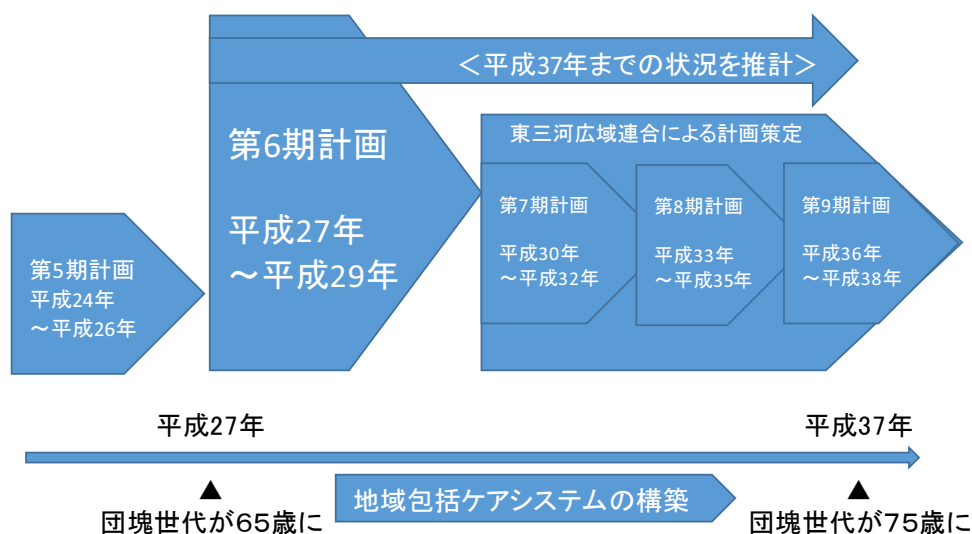 ＜平成37年までの状況を推計＞
第6期計画
平成27年
～平成29年
東三河広域連合による計画策定
第5期計画
平成24年
～平成26年
第7期計画
平成30年
～平成32年
第8期計画
平成33年
～平成35年
第9期計画
平成36年
～平成38年
平成27年
平成37年
▲
▲
地域包括ケアシステムの構築
団塊世代が６５歳に
団塊世代が７５歳に